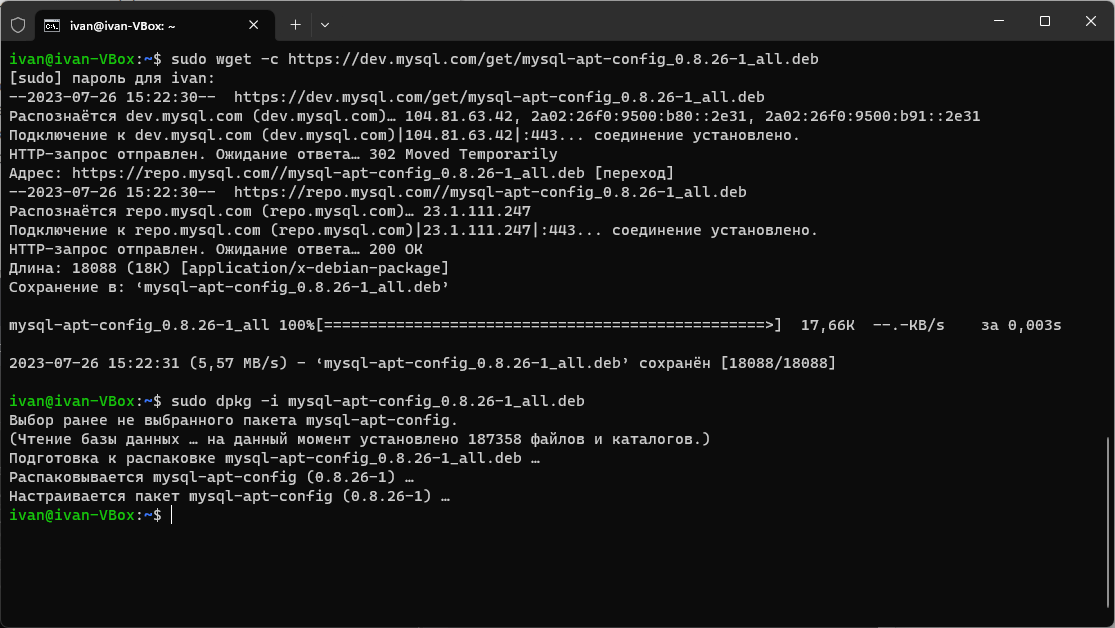 ivan@ivan-VBox: ~
ivan@ivan-VBox:~$ sudo wget -c https://dev.mysql.com/get/mysql-apt-config_0.8.26-1_all.deb
[sudo] пароль для ivan:
--2023-07-26 15:22:30--  https://dev.mysql.com/get/mysql-apt-config_0.8.26-1_all.deb
Распознаётся dev.mysql.com (dev.mysql.com)… 104.81.63.42, 2a02:26f0:9500:b80::2e31, 2a02:26f0:9500:b91::2e31
Подключение к dev.mysql.com (dev.mysql.com)|104.81.63.42|:443... соединение установлено.
HTTP-запрос отправлен. Ожидание ответа… 302 Moved Temporarily
Адрес: https://repo.mysql.com//mysql-apt-config_0.8.26-1_all.deb [переход]
--2023-07-26 15:22:30--  https://repo.mysql.com//mysql-apt-config_0.8.26-1_all.deb
Распознаётся repo.mysql.com (repo.mysql.com)… 23.1.111.247
Подключение к repo.mysql.com (repo.mysql.com)|23.1.111.247|:443... соединение установлено.
HTTP-запрос отправлен. Ожидание ответа… 200 OK
Длина: 18088 (18K) [application/x-debian-package]
Сохранение в: ‘mysql-apt-config_0.8.26-1_all.deb’
mysql-apt-config_0.8.26-1_all 100%[=================================================>]  17,66K  --.-KB/s    за 0,003s
2023-07-26 15:22:31 (5,57 MB/s) - ‘mysql-apt-config_0.8.26-1_all.deb’ сохранён [18088/18088]
ivan@ivan-VBox:~$ sudo dpkg -i mysql-apt-config_0.8.26-1_all.deb
Выбор ранее не выбранного пакета mysql-apt-config.
(Чтение базы данных … на данный момент установлено 187358 файлов и каталогов.)
Подготовка к распаковке mysql-apt-config_0.8.26-1_all.deb …
Распаковывается mysql-apt-config (0.8.26-1) …
Настраивается пакет mysql-apt-config (0.8.26-1) …
ivan@ivan-VBox:~$